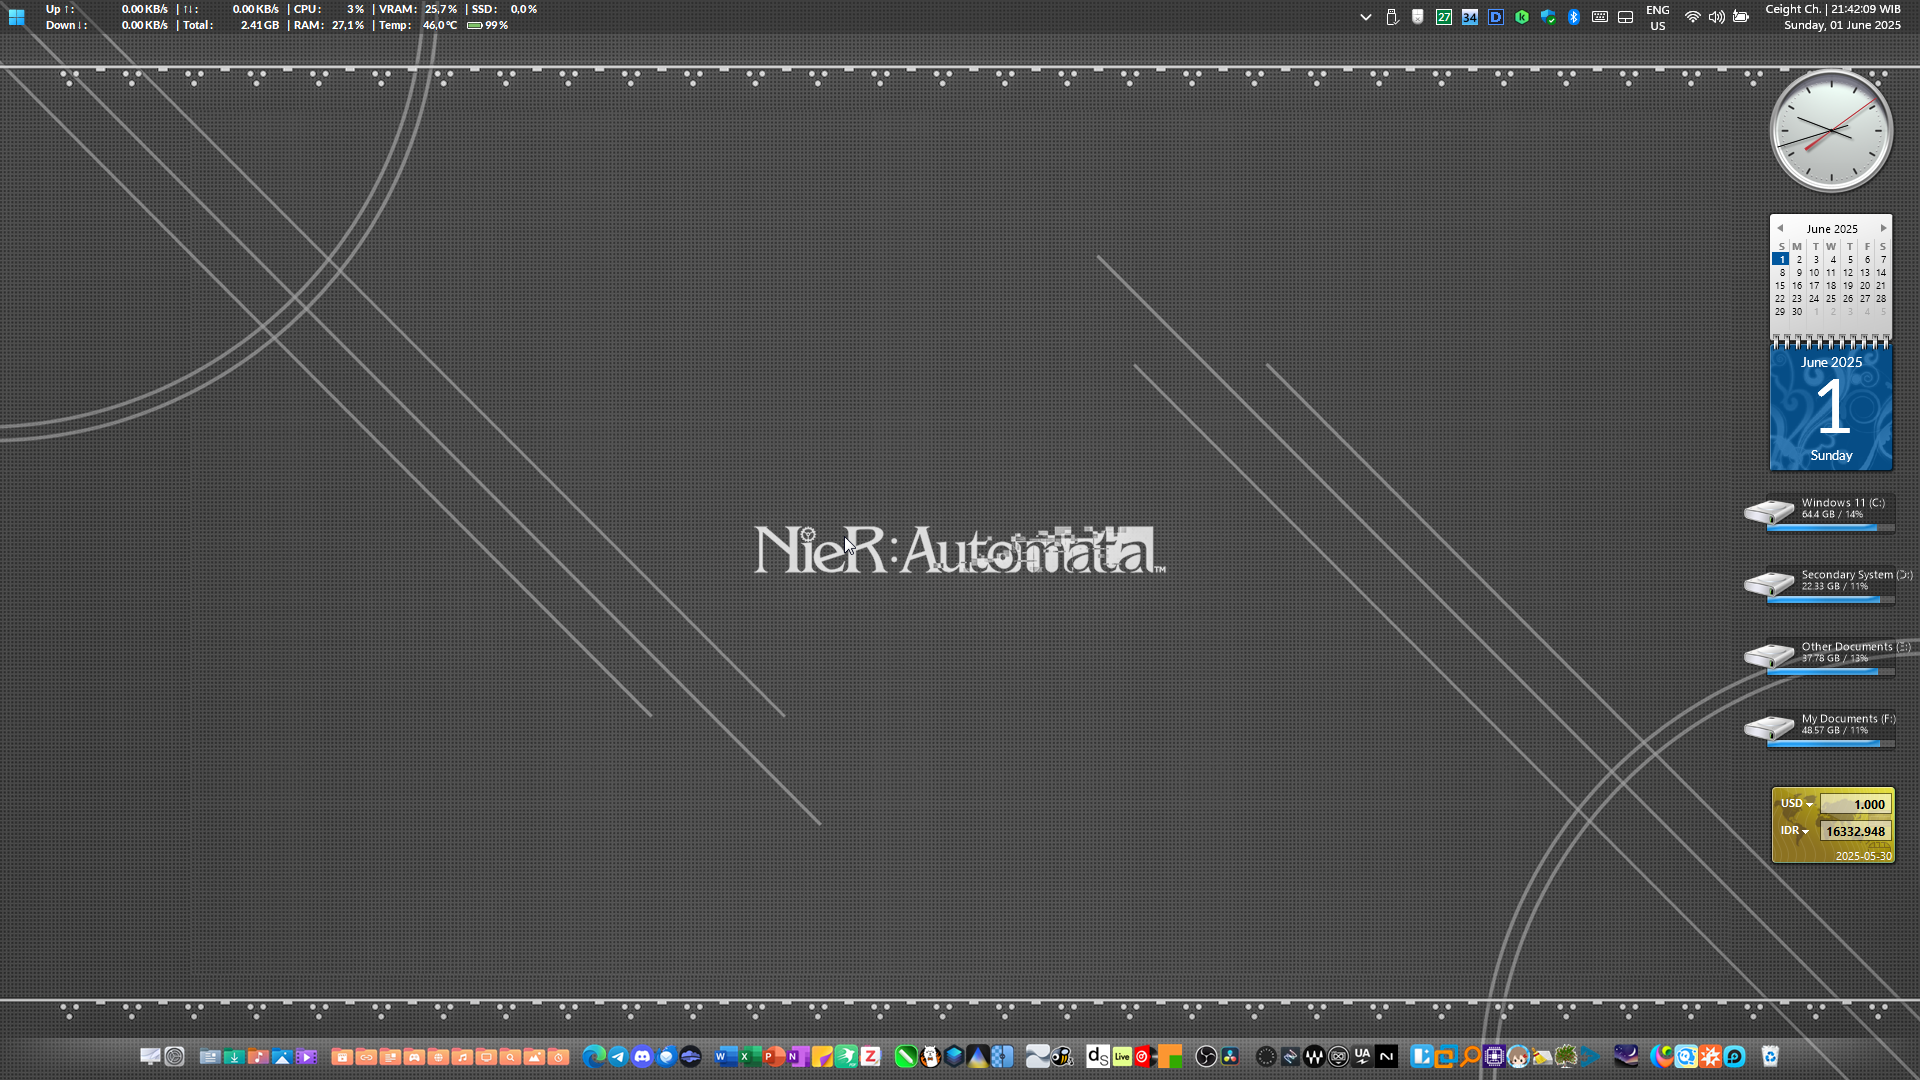 Up ↑: 0.00 KB/s | ↑↓: 0.00 KB/s | CPU: 3 % | VRAM: 25,7 % | SSD: 0,0 %
Down ↓: 0.00 KB/s | Total: 2.41 GB | RAM: 27,1 % | Temp: 46,0 °C 99 %
27 34 D k
ENG
US
Ceight Ch. | 21:42:09 WIB
Sunday, 01 June 2025
June 2025
S M T W T F S
1 2 3 4 5 6 7
8 9 10 11 12 13 14
15 16 17 18 19 20 21
22 23 24 25 26 27 28
29 30 1 2 3 4 5
June 2025
1
Sunday
Windows 11 (C:)
64.4 GB / 14%
NieR:Automata™
Secondary System (D:)
22.33 GB / 11%
Other Documents (E:)
37.78 GB / 13%
My Documents (F:)
48.57 GB / 11%
USD 1.000
IDR 16332.948
2025-05-30
W X P N Z ds Live UA N